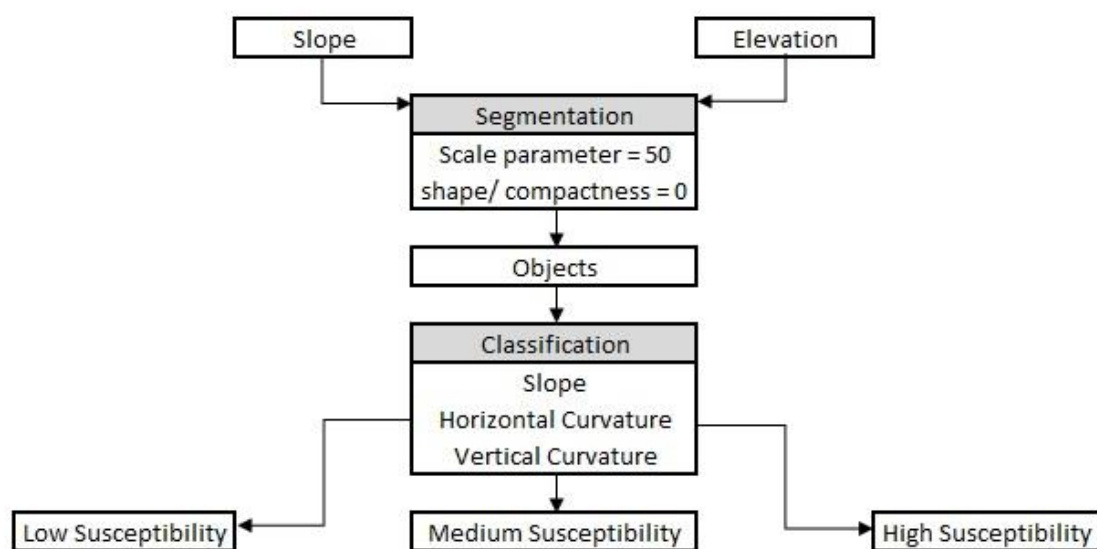 Slope
Elevation
Segmentation
Scale parameter = 50
shape/ compactness = 0
Objects
Classification
Slope
Horizontal Curvature
Vertical Curvature
Low Susceptibility
Medium Susceptibility
High Susceptibility